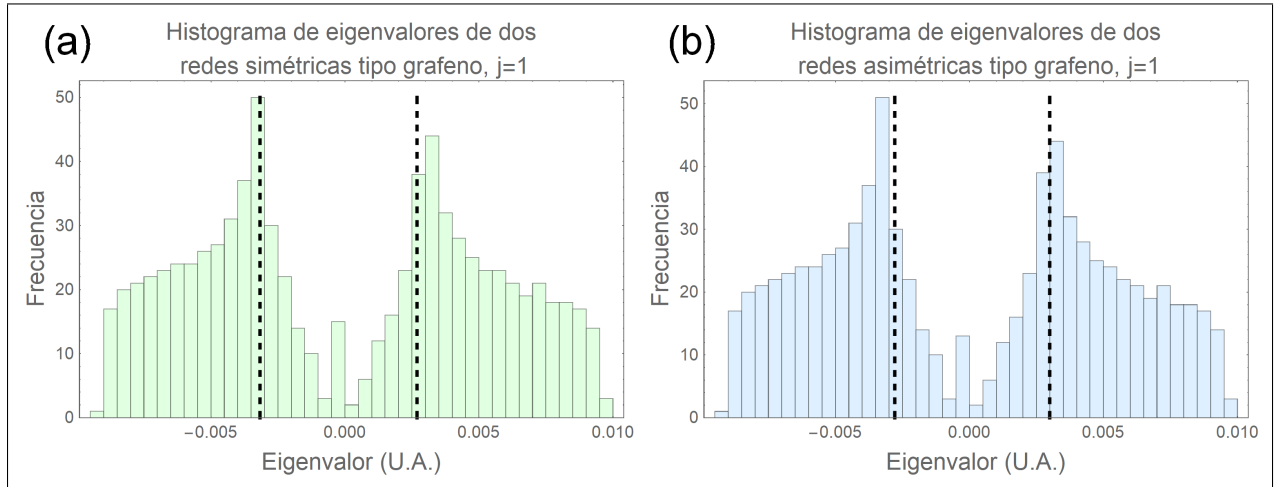 (a)
Histograma de eigenvalores de dos
redes simétricas tipo grafeno, j=1
Frecuencia
50
40
30
20
10
0
−0.005
0.000
0.005
0.010
Eigenvalor (U.A.)
(b)
Histograma de eigenvalores de dos
redes asimétricas tipo grafeno, j=1
Frecuencia
50
40
30
20
10
0
−0.005
0.000
0.005
0.010
Eigenvalor (U.A.)